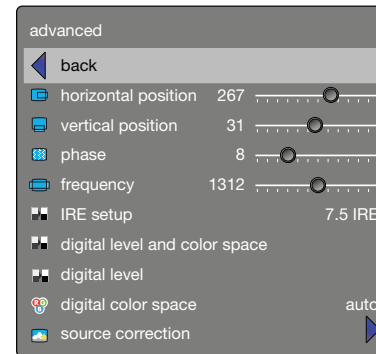 advanced
back
horizontal position 267
vertical position 31
phase 8
frequency 1312
IRE setup 7.5 IRE
digital level and color space
digital level
digital color space auto
source correction